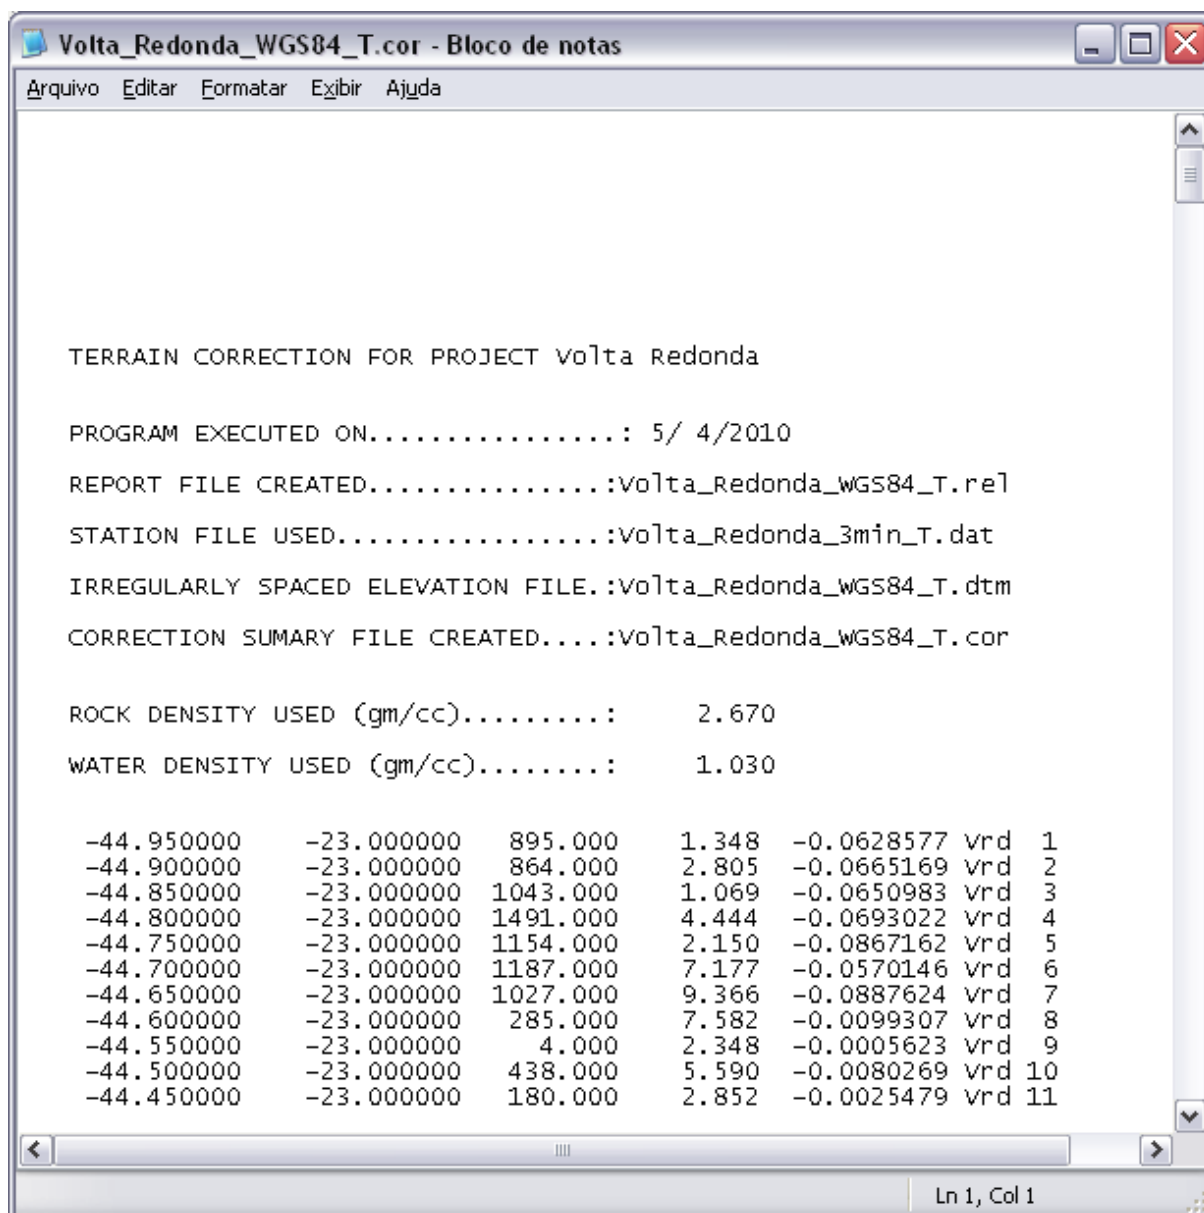 Volta_Redonda_WGS84_T.cor - Bloco de notas
Arquivo Editar Formatar Exibir Ajuda
TERRAIN CORRECTION FOR PROJECT Volta Redonda
PROGRAM EXECUTED ON................: 5/ 4/2010
REPORT FILE CREATED...............:Volta_Redonda_WGS84_T.rel
STATION FILE USED.................:Volta_Redonda_3min_T.dat
IRREGULARLY SPACED ELEVATION FILE.:Volta_Redonda_WGS84_T.dtm
CORRECTION SUMARY FILE CREATED....:Volta_Redonda_WGS84_T.cor
ROCK DENSITY USED (gm/cc).........: 2.670
WATER DENSITY USED (gm/cc)........: 1.030
-44.950000 -23.000000 895.000 1.348 -0.0628577 Vrd 1
-44.900000 -23.000000 864.000 2.805 -0.0665169 Vrd 2
-44.850000 -23.000000 1043.000 1.069 -0.0650983 Vrd 3
-44.800000 -23.000000 1491.000 4.444 -0.0693022 Vrd 4
-44.750000 -23.000000 1154.000 2.150 -0.0867162 Vrd 5
-44.700000 -23.000000 1187.000 7.177 -0.0570146 Vrd 6
-44.650000 -23.000000 1027.000 9.366 -0.0887624 Vrd 7
-44.600000 -23.000000 285.000 7.582 -0.0099307 Vrd 8
-44.550000 -23.000000 4.000 2.348 -0.0005623 Vrd 9
-44.500000 -23.000000 438.000 5.590 -0.0080269 Vrd 10
-44.450000 -23.000000 180.000 2.852 -0.0025479 Vrd 11
Ln 1, Col 1